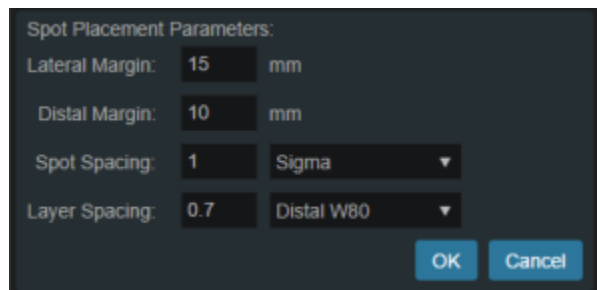 Spot Placement Parameters:
Lateral Margin: 15 mm
Distal Margin: 10 mm
Spot Spacing: 1 Sigma
Layer Spacing: 0.7 Distal W80
OK Cancel